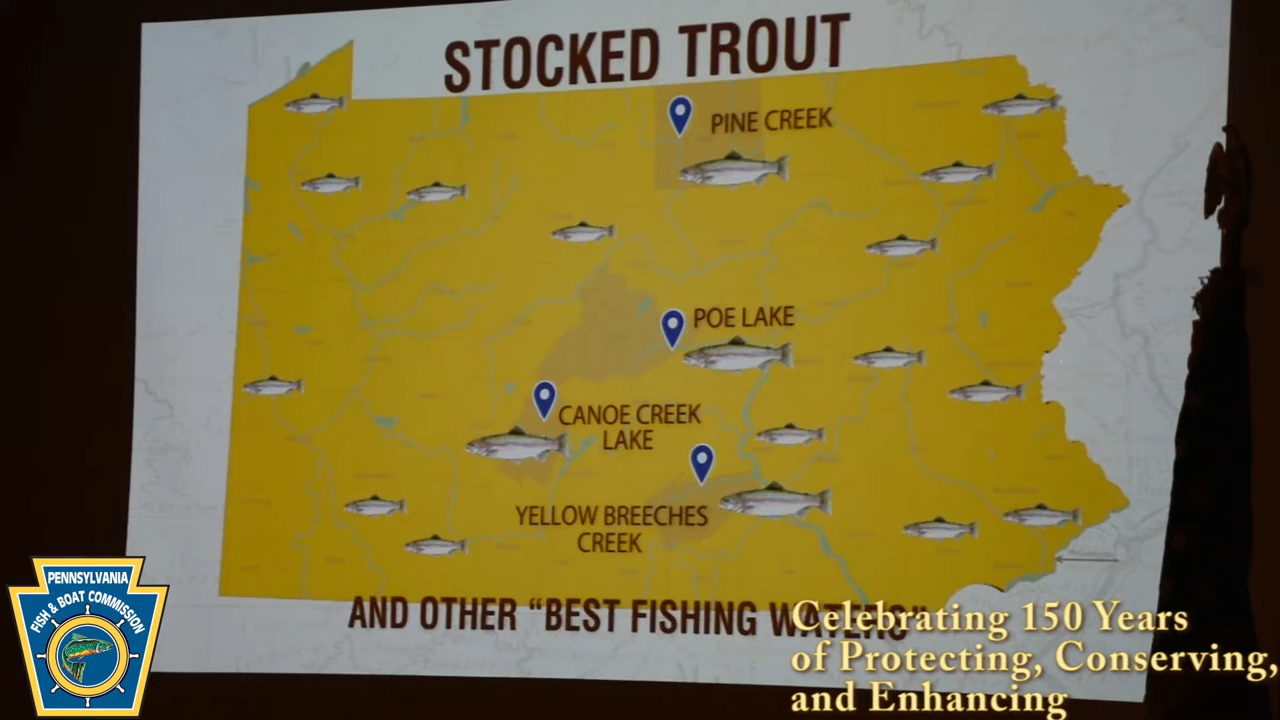 STOCKED TROUT
PINE CREEK
POE LAKE
CANOE CREEK
LAKE
YELLOW BREECHES
CREEK
AND OTHER "BEST FISHING WATERS"
PENNSYLVANIA
FISH & BOAT COMMISSION
Celebrating 150 Years
of Protecting, Conserving,
and Enhancing